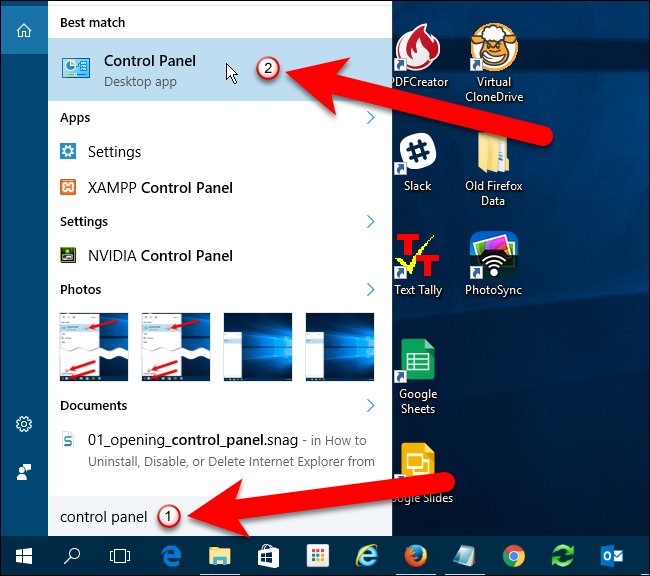 Best match
Control Panel
Desktop app
2
Apps
Settings
XAMPP Control Panel
Settings
NVIDIA Control Panel
Photos
Documents
01_opening_control_panel.snag - in How to
Uninstall, Disable, or Delete Internet Explorer from
control panel
1
PDFCreator
Virtual
CloneDrive
Slack
Old Firefox
Data
TT
Text Tally
PhotoSync
Google
Sheets
Google Slides